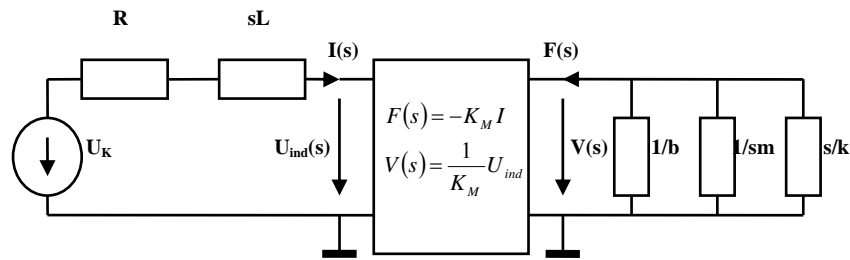 R sL
I(s) F(s)
F(s) = -K_M I
U_K U_ind(s) V(s) = 1/K_M U_ind V(s) 1/b 1/sm s/k